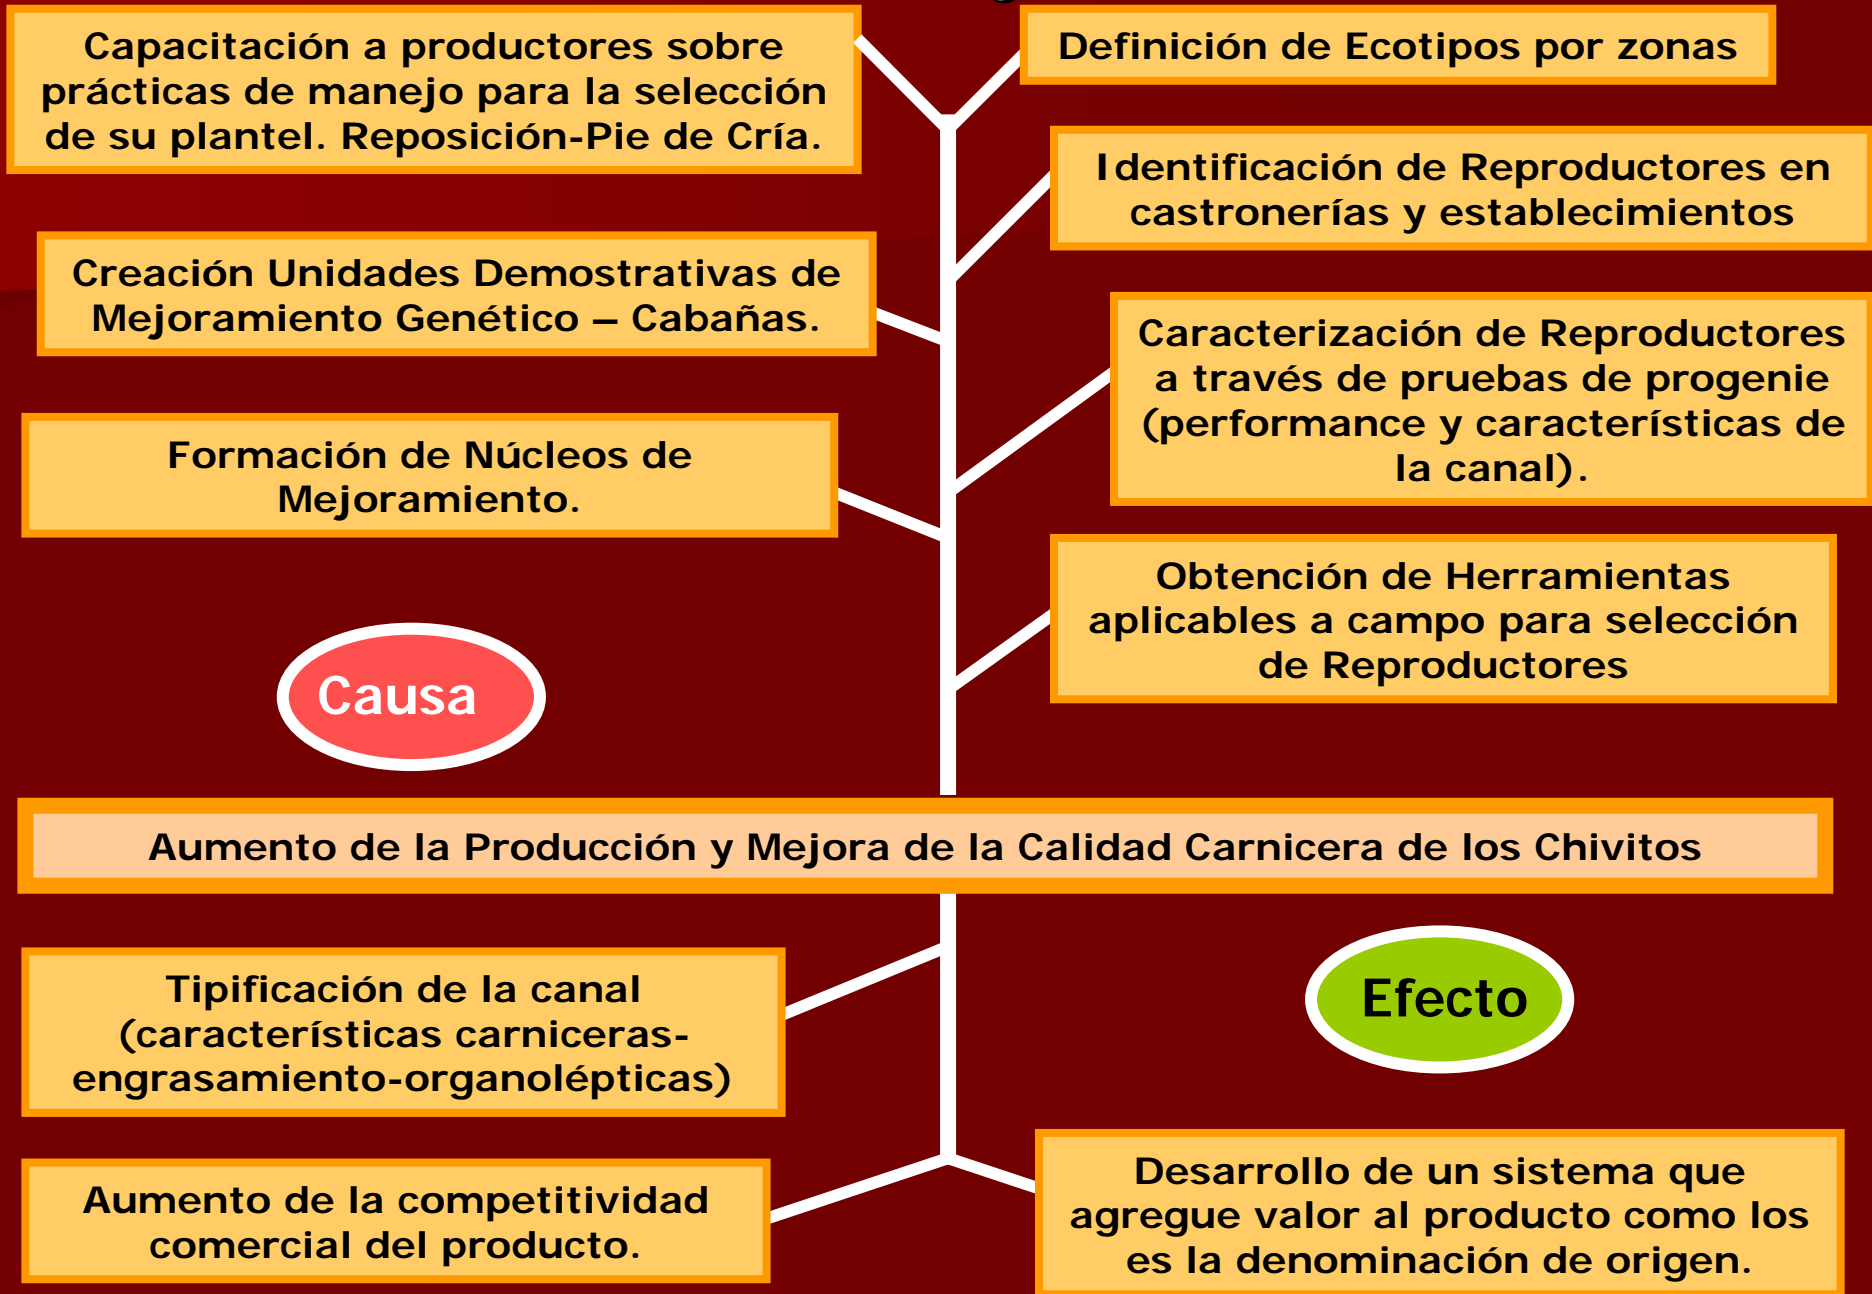 Capacitación a productores sobre
prácticas de manejo para la selección
de su plantel. Reposición-Pie de Cría.
Definición de Ecotipos por zonas
Identificación de Reproductores en
castronerías y establecimientos
Creación Unidades Demostrativas de
Mejoramiento Genético – Cabañas.
Caracterización de Reproductores
a través de pruebas de progenie
(performance y características de
la canal).
Formación de Núcleos de
Mejoramiento.
Obtención de Herramientas
aplicables a campo para selección
de Reproductores
Causa
Aumento de la Producción y Mejora de la Calidad Carnicera de los Chivitos
Tipificación de la canal
(características carniceras-
engrasamiento-organolépticas)
Efecto
Aumento de la competitividad
comercial del producto.
Desarrollo de un sistema que
agregue valor al producto como los
es la denominación de origen.